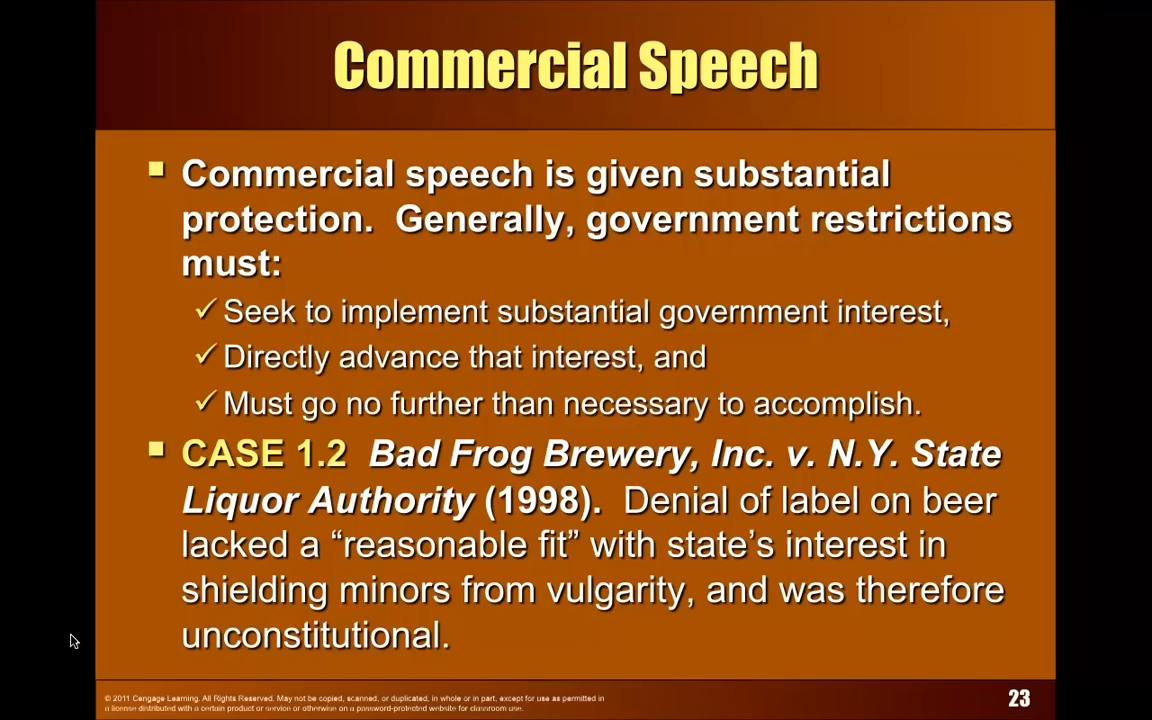 Commercial Speech
▪ Commercial speech is given substantial
protection.  Generally, government restrictions
must:
✓ Seek to implement substantial government interest,
✓ Directly advance that interest, and
✓ Must go no further than necessary to accomplish.
▪ CASE 1.2  Bad Frog Brewery, Inc. v. N.Y. State
Liquor Authority (1998).  Denial of label on beer
lacked a “reasonable fit” with state’s interest in
shielding minors from vulgarity, and was therefore
unconstitutional.
© 2011 Cengage Learning. All Rights Reserved. May not be copied, scanned, or duplicated, in whole or in part, except for use as permitted in
a license distributed with a certain product or service or otherwise on a password-protected website for classroom use.
23